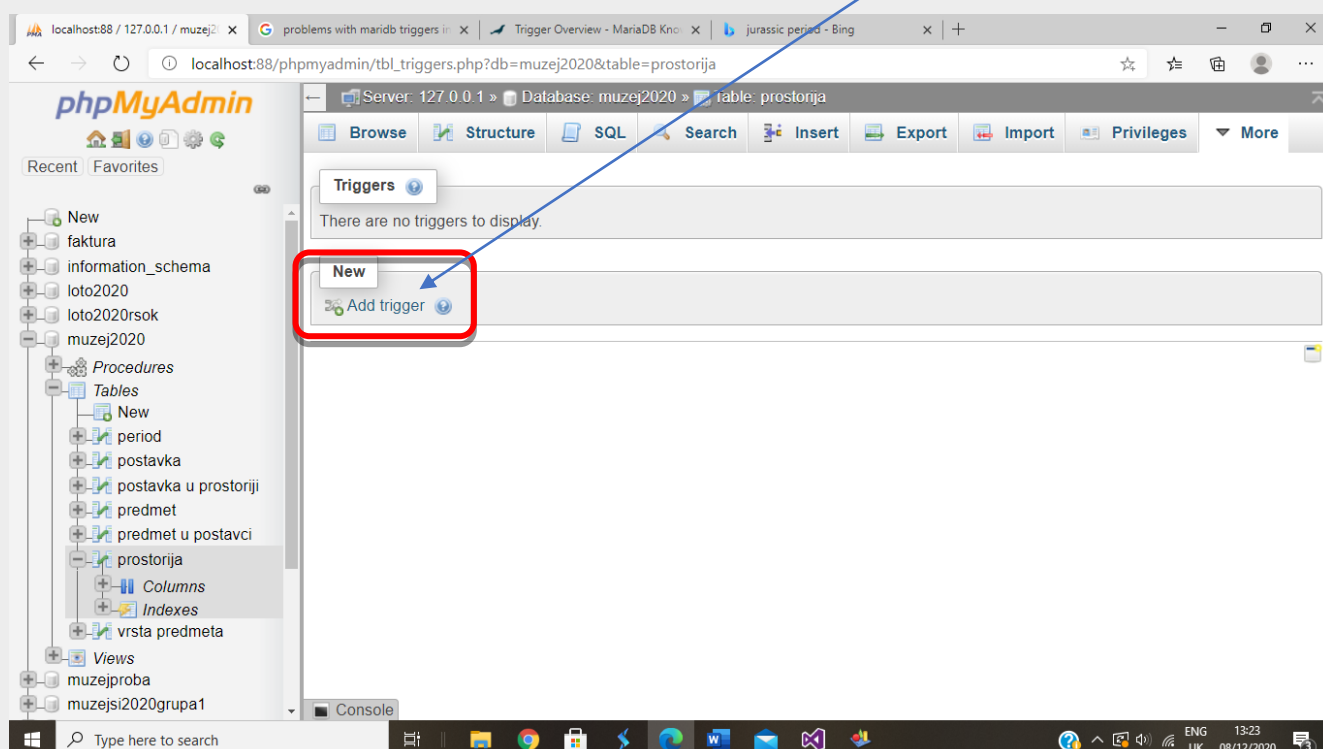 localhost:88 / 127.0.0.1 / muzej2
problems with maridb triggers in
Trigger Overview - MariaDB Kno
jurassic period - Bing
localhost:88/phpmyadmin/tbl_triggers.php?db=muzej2020&table=prostorija
phpMyAdmin
Recent Favorites
New
faktura
information_schema
loto2020
loto2020rsok
muzej2020
Procedures
Tables
New
period
postavka
postavka u prostoriji
predmet
predmet u postavci
prostorija
Columns
Indexes
vrsta predmeta
Views
muzejproba
muzejsi2020grupa1
Server: 127.0.0.1 » Database: muzej2020 » Table: prostorija
Browse Structure SQL Search Insert Export Import Privileges More
Triggers
There are no triggers to display.
New
Add trigger
Console
Type here to search
ENG
UK
13:23
08/12/2020
3